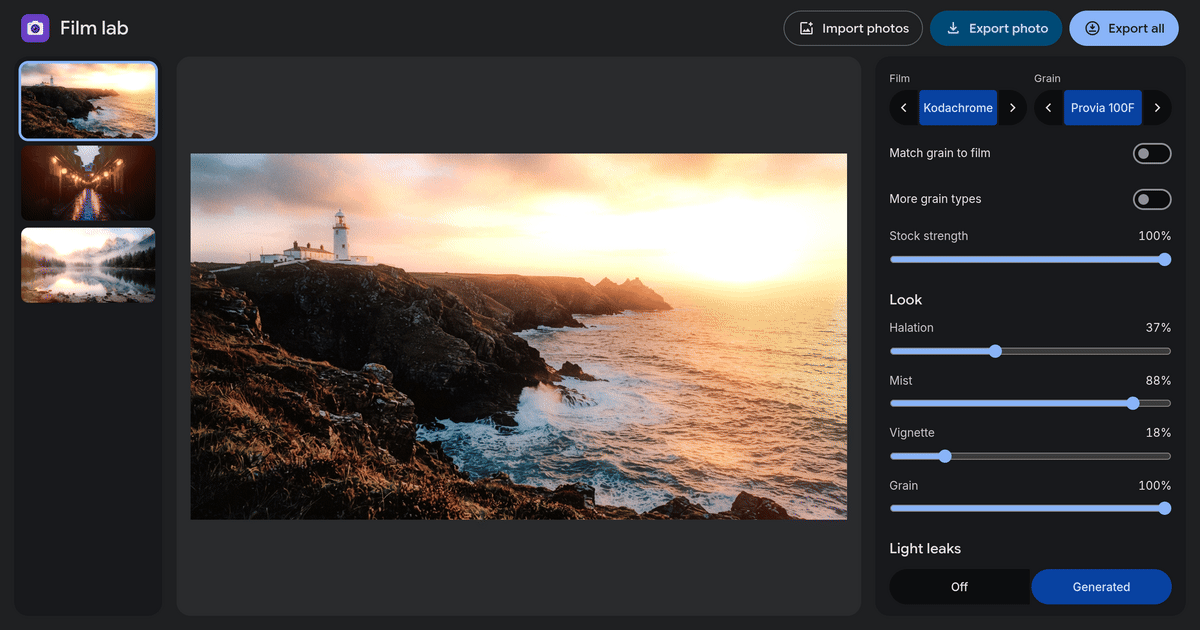 Film lab
Import photos
Export photo
Export all
Film
Grain
Kodachrome
Provia 100F
Match grain to film
More grain types
Stock strength
100%
Look
Halation
37%
Mist
88%
Vignette
18%
Grain
100%
Light leaks
Off
Generated